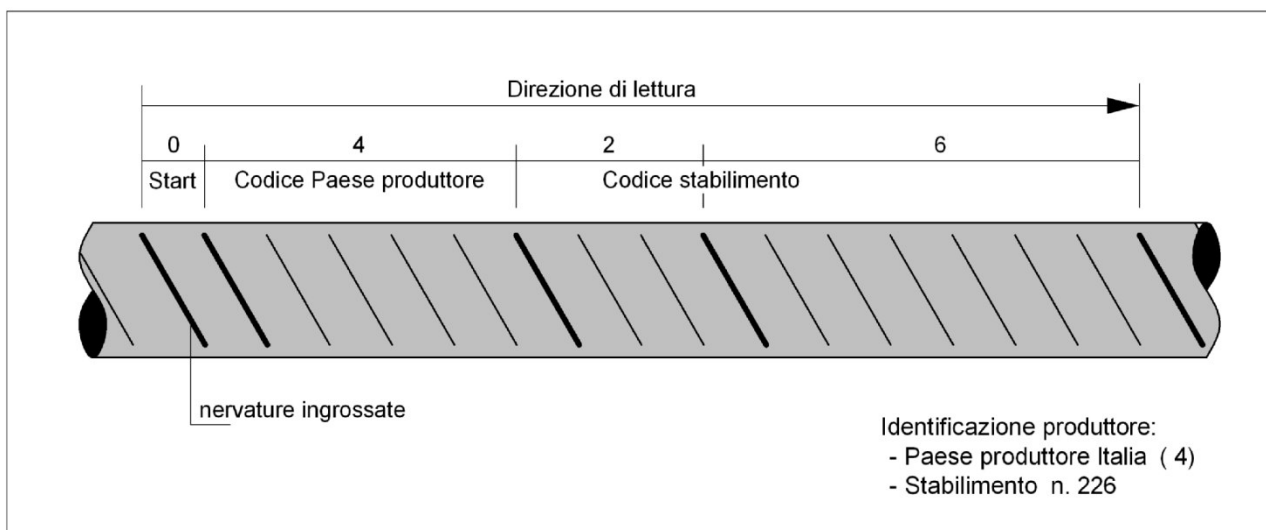 Direzione di lettura
0 4 2 6
Start Codice Paese produttore Codice stabilimento
nervature ingrossate
Identificazione produttore:
- Paese produttore Italia ( 4)
- Stabilimento n. 226